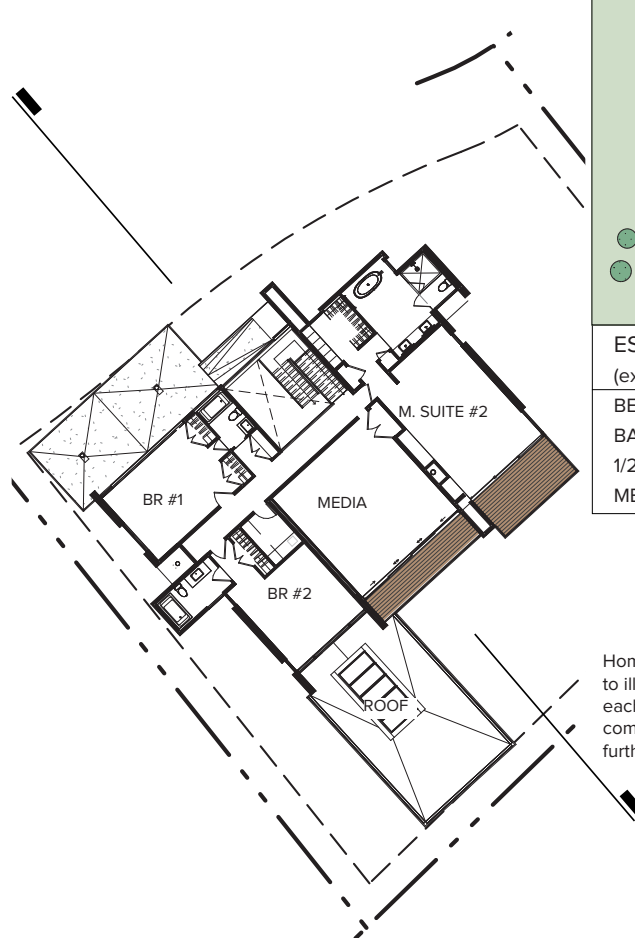 M. SUITE #2
BR #1
MEDIA
BR #2
ROOF
ES
(ex
BE
BA
1/2
ME
Hom
to ill
each
com
furth